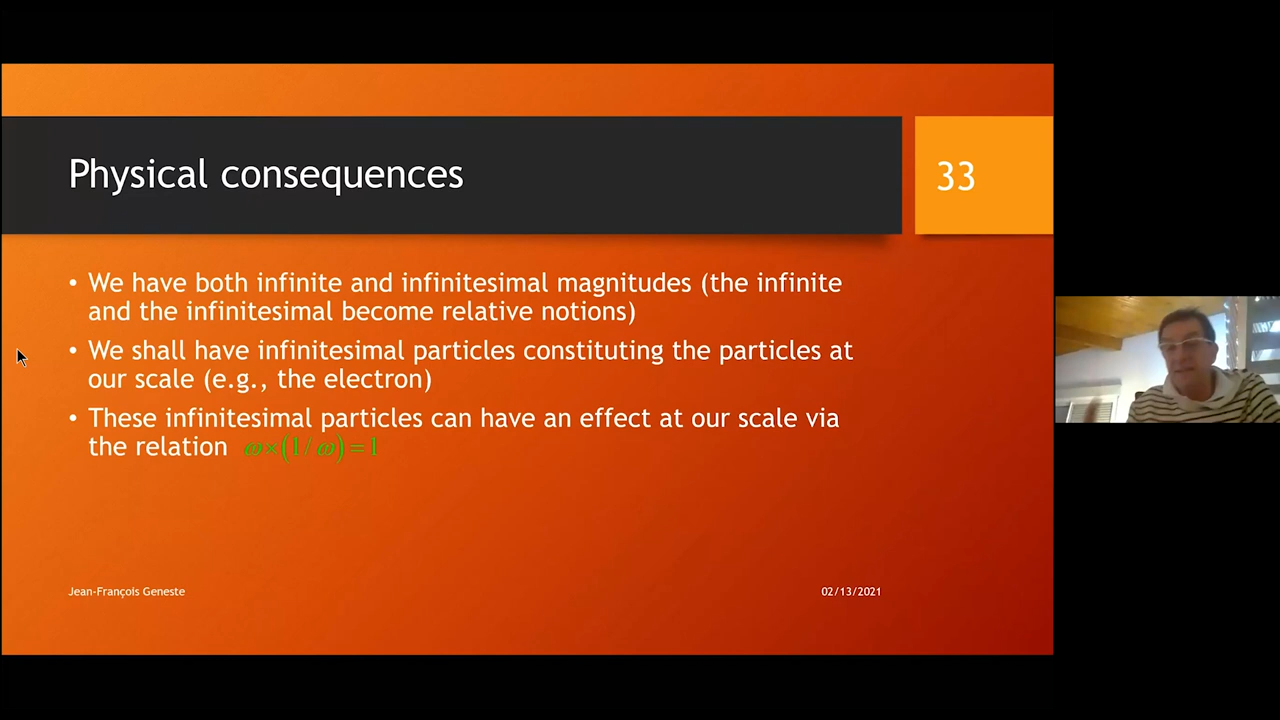 Physical consequences
33
• We have both infinite and infinitesimal magnitudes (the infinite
and the infinitesimal become relative notions)
• We shall have infinitesimal particles constituting the particles at
our scale (e.g., the electron)
• These infinitesimal particles can have an effect at our scale via
the relation ω×(1/ω)=1
Jean-François Geneste
02/13/2021